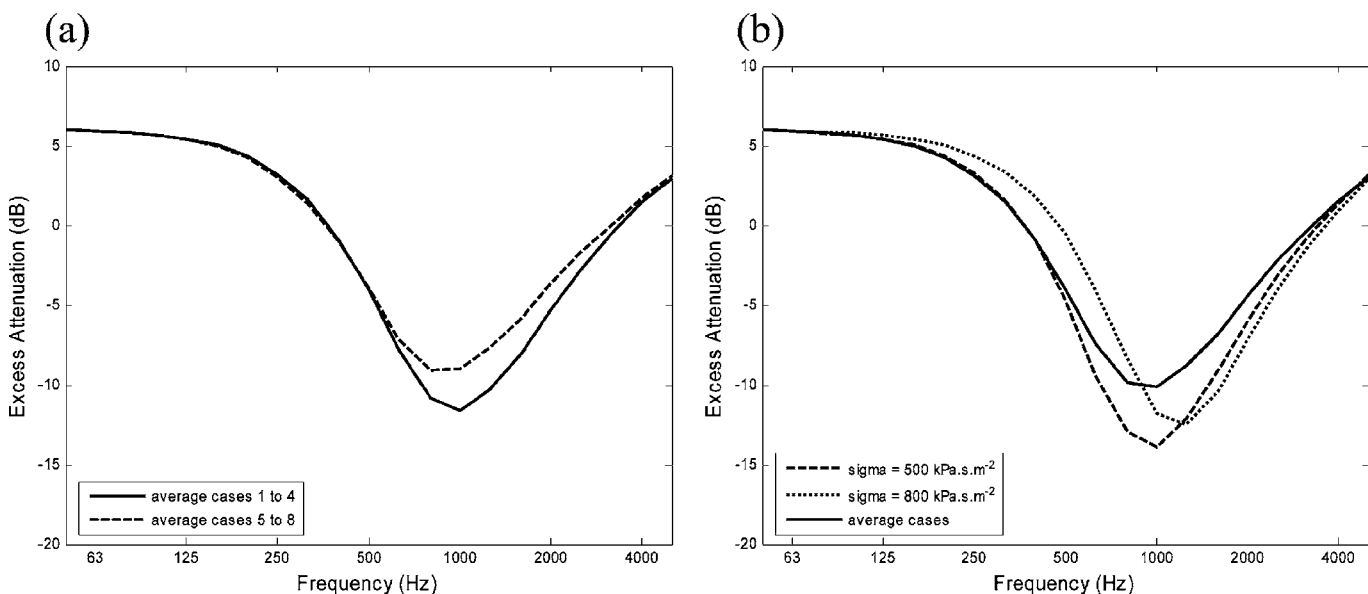 (a)
10
5
0
-5
-10
-15
-20
Excess Attenuation (dB)
average cases 1 to 4
average cases 5 to 8
63 125 250 500 1000 2000 4000
Frequency (Hz)
(b)
10
5
0
-5
-10
-15
-20
Excess Attenuation (dB)
sigma = 500 kPa.s.m⁻²
sigma = 800 kPa.s.m⁻²
average cases
63 125 250 500 1000 2000 4000
Frequency (Hz)